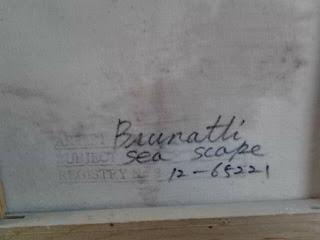 ARTIST Brunatti
SUBJECT sea scape
REGISTRY No 12-65221